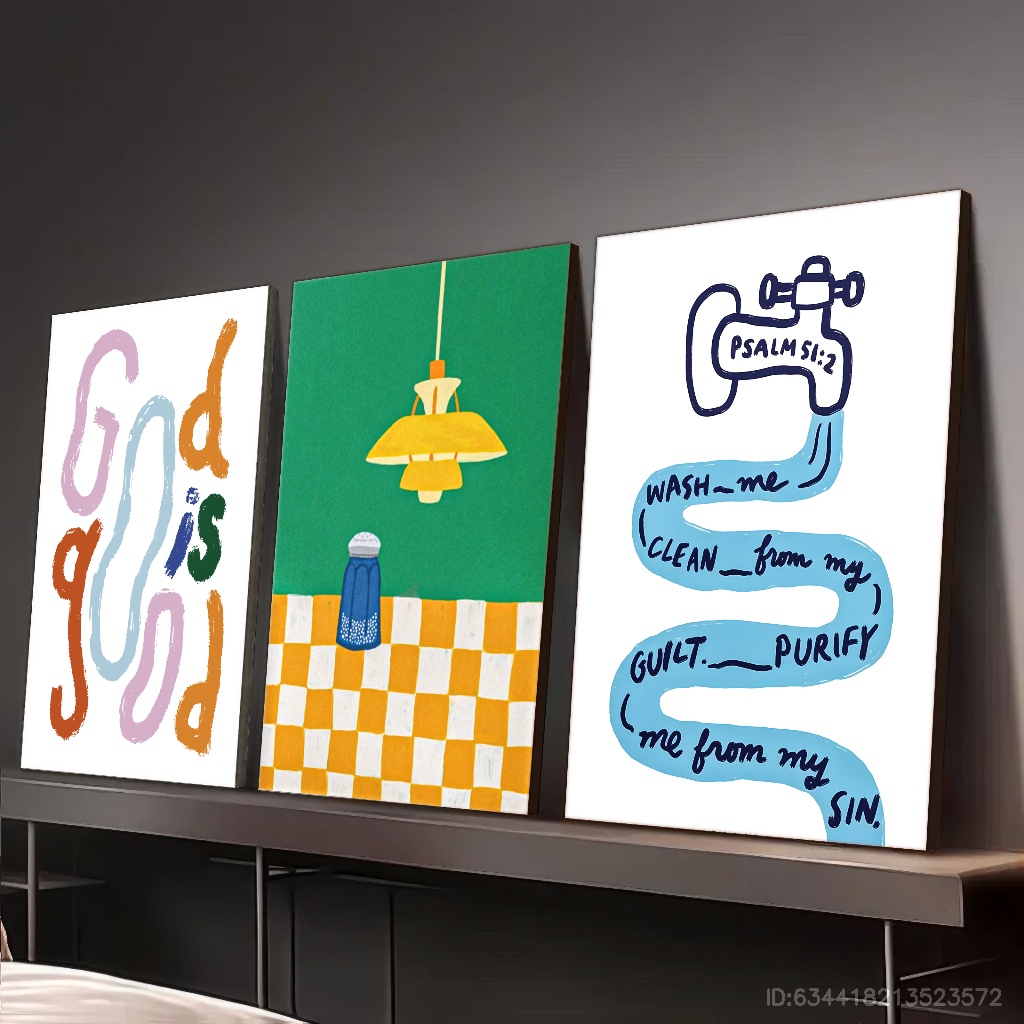 God
is
good
PSALM 51:2
WASH me
CLEAN from my
GUILT. PURIFY
me from my
SIN.
ID:634418213523572